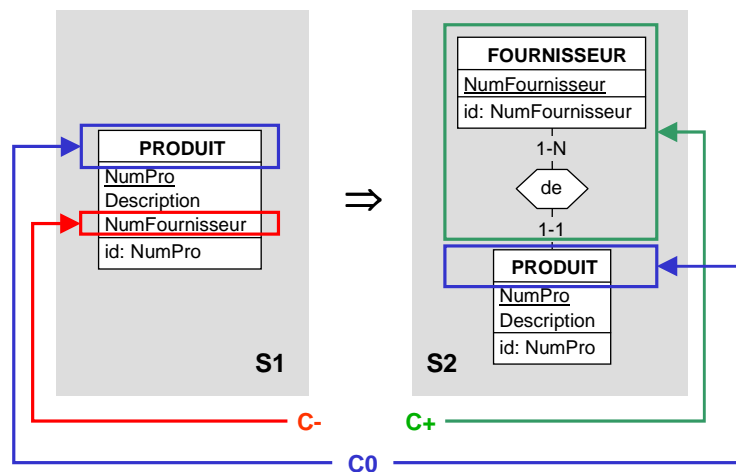 PRODUIT
NumPro
Description
NumFournisseur
id: NumPro
S1
⇒
FOURNISSEUR
NumFournisseur
id: NumFournisseur
1-N
de
1-1
PRODUIT
NumPro
Description
id: NumPro
S2
C-
C+
C0